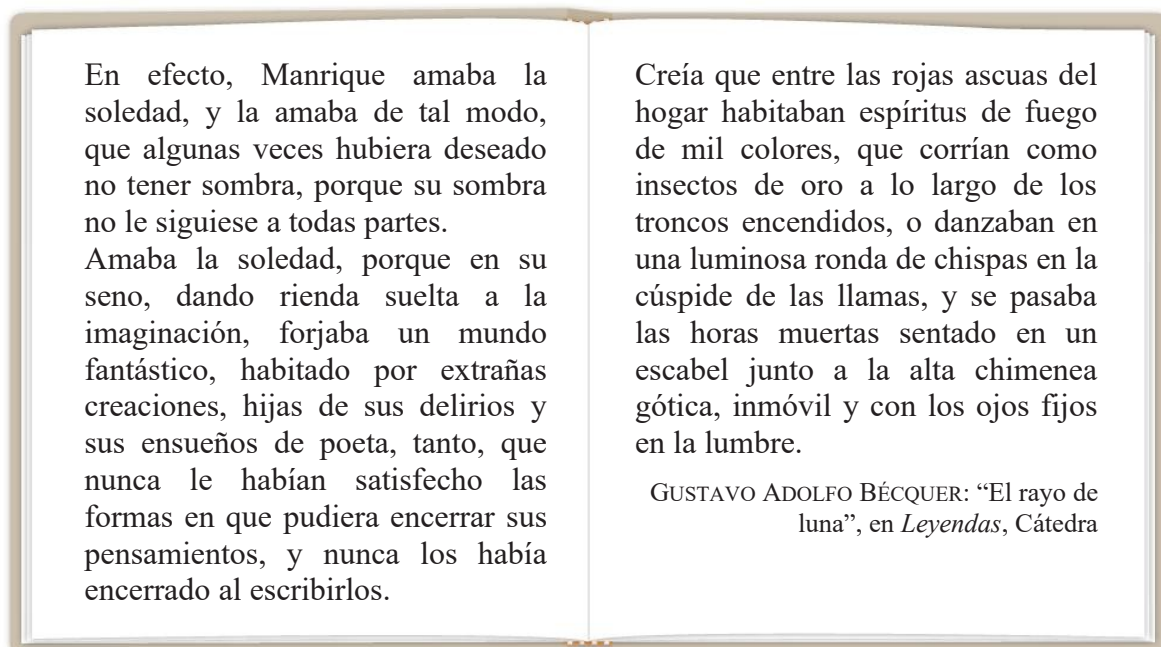 En efecto, Manrique amaba la
soledad, y la amaba de tal modo,
que algunas veces hubiera deseado
no tener sombra, porque su sombra
no le siguiese a todas partes.
Amaba la soledad, porque en su
seno, dando rienda suelta a la
imaginación, forjaba un mundo
fantástico, habitado por extrañas
creaciones, hijas de sus delirios y
sus ensueños de poeta, tanto, que
nunca le habían satisfecho las
formas en que pudiera encerrar sus
pensamientos, y nunca los había
encerrado al escribirlos.
Creía que entre las rojas ascuas del
hogar habitaban espíritus de fuego
de mil colores, que corrían como
insectos de oro a lo largo de los
troncos encendidos, o danzaban en
una luminosa ronda de chispas en la
cúspide de las llamas, y se pasaba
las horas muertas sentado en un
escabel junto a la alta chimenea
gótica, inmóvil y con los ojos fijos
en la lumbre.
GUSTAVO ADOLFO BÉCQUER: “El rayo de
luna”, en Leyendas, Cátedra